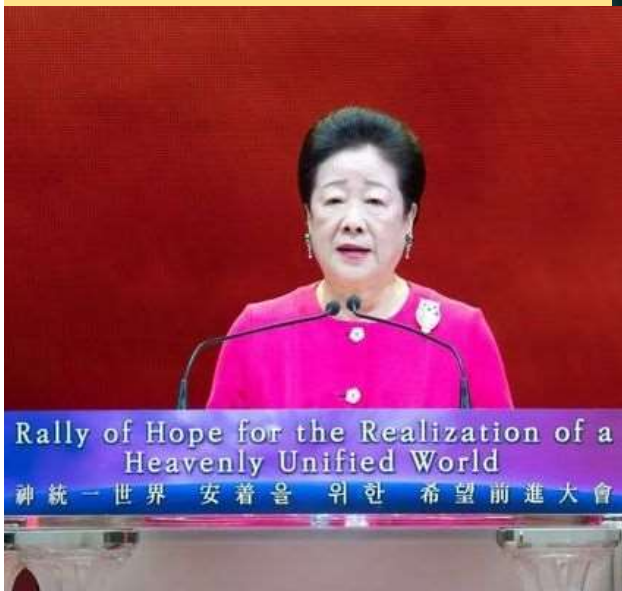 Rally of Hope for the Realization of a
Heavenly Unified World
神統一世界 安着을 위한 希望前進大會